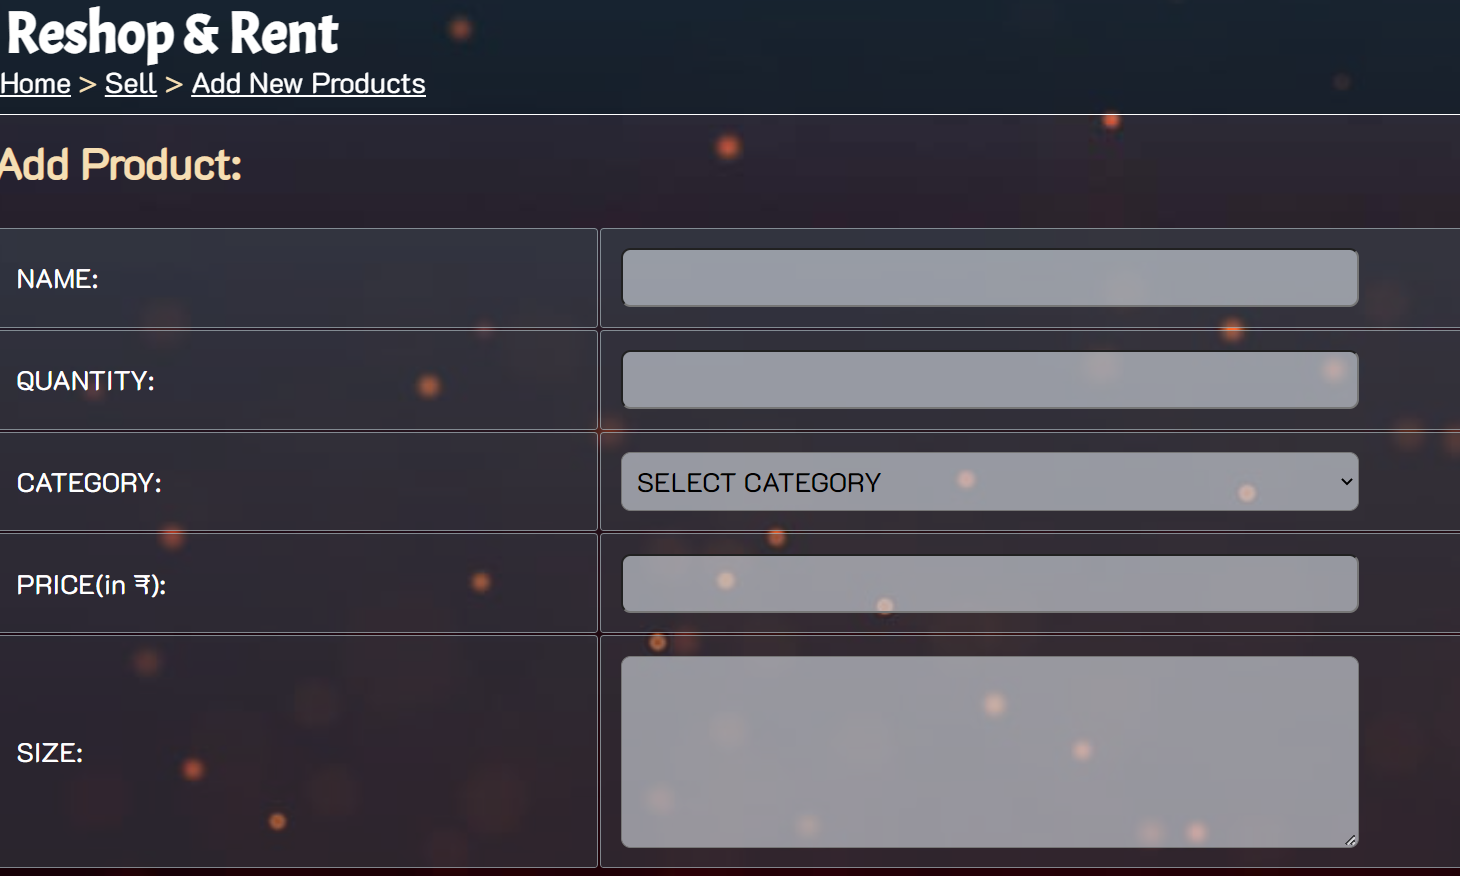 Reshop & Rent
Home > Sell > Add New Products
Add Product:
NAME:
QUANTITY:
CATEGORY: SELECT CATEGORY
PRICE(in ₹):
SIZE: